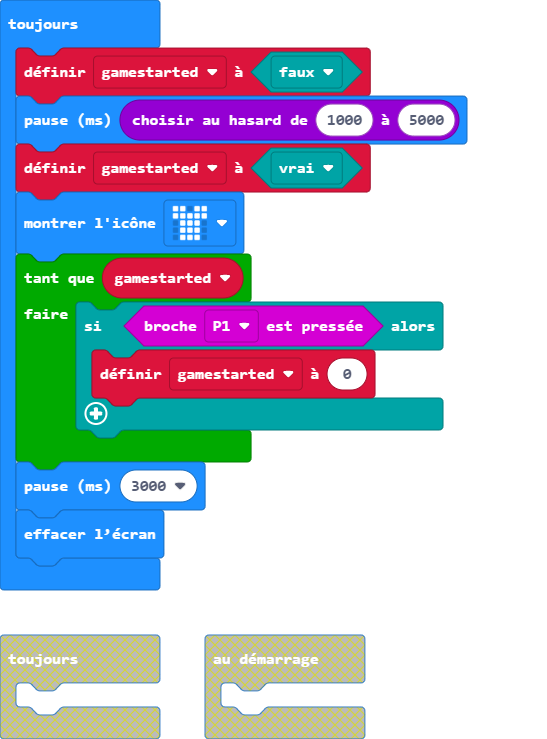 toujours
définir gamestarted à faux
pause (ms) choisir au hasard de 1000 à 5000
définir gamestarted à vrai
montrer l'icône
tant que gamestarted
faire si broche P1 est pressée alors
définir gamestarted à 0
pause (ms) 3000
effacer l’écran
toujours au démarrage